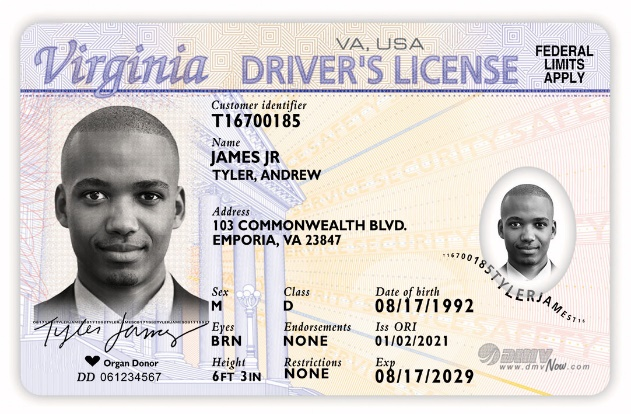 Virginia
VA, USA
DRIVER'S LICENSE
FEDERAL
LIMITS
APPLY
Customer identifier
T16700185
Name
JAMES JR
TYLER, ANDREW
Address
103 COMMONWEALTH BLVD.
EMPORIA, VA 23847
Sex
M
Class
D
Date of birth
08/17/1992
Eyes
BRN
Endorsements
NONE
Iss ORI
01/02/2021
Height
6FT 3IN
Restrictions
NONE
Exp
08/17/2029
Tyler James
Organ Donor
DD 061234567
DMV
www.dmvNow.com